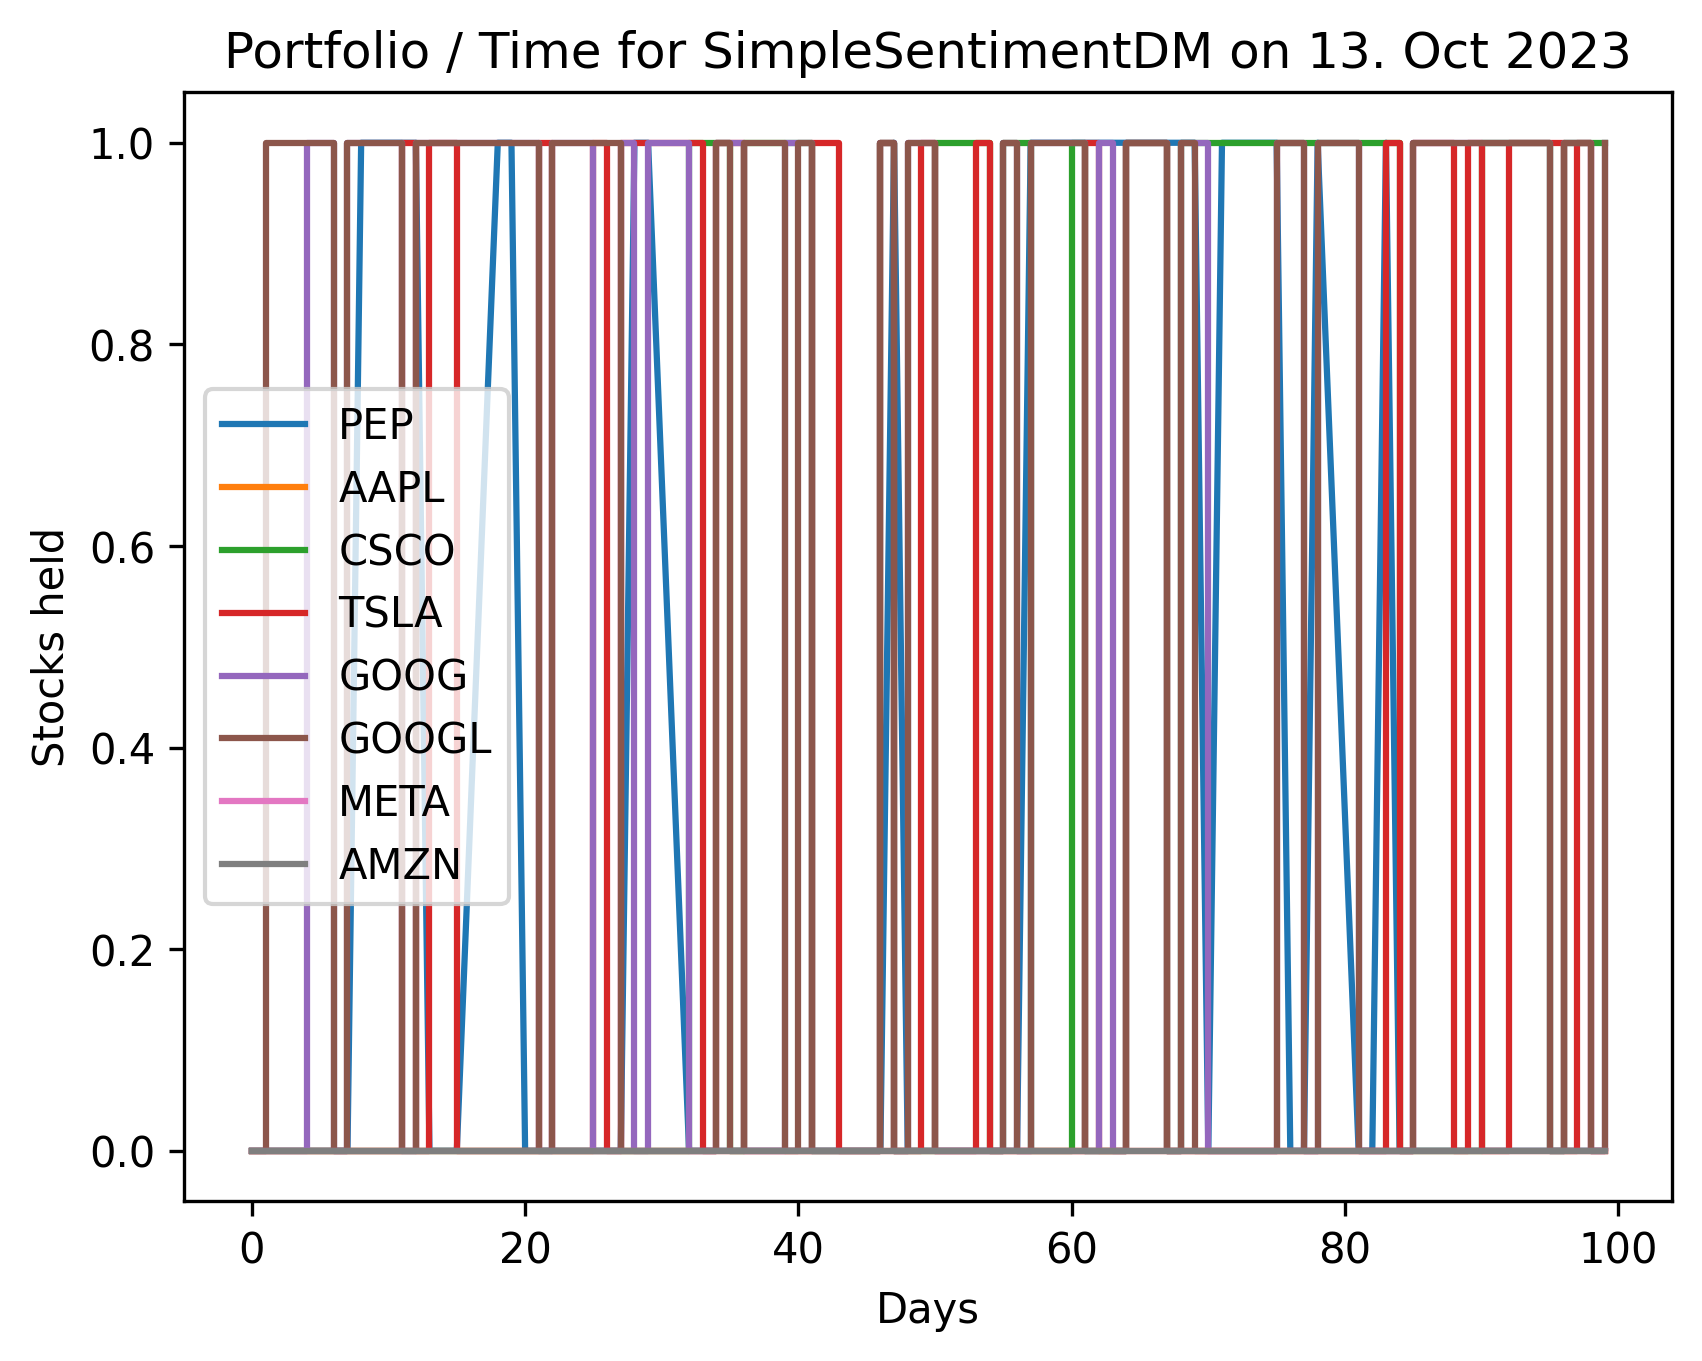 Portfolio / Time for SimpleSentimentDM on 13. Oct 2023
1.0
0.8
0.6
0.4
0.2
0.0
Stocks held
PEP
AAPL
CSCO
TSLA
GOOG
GOOGL
META
AMZN
0 20 40 60 80 100
Days